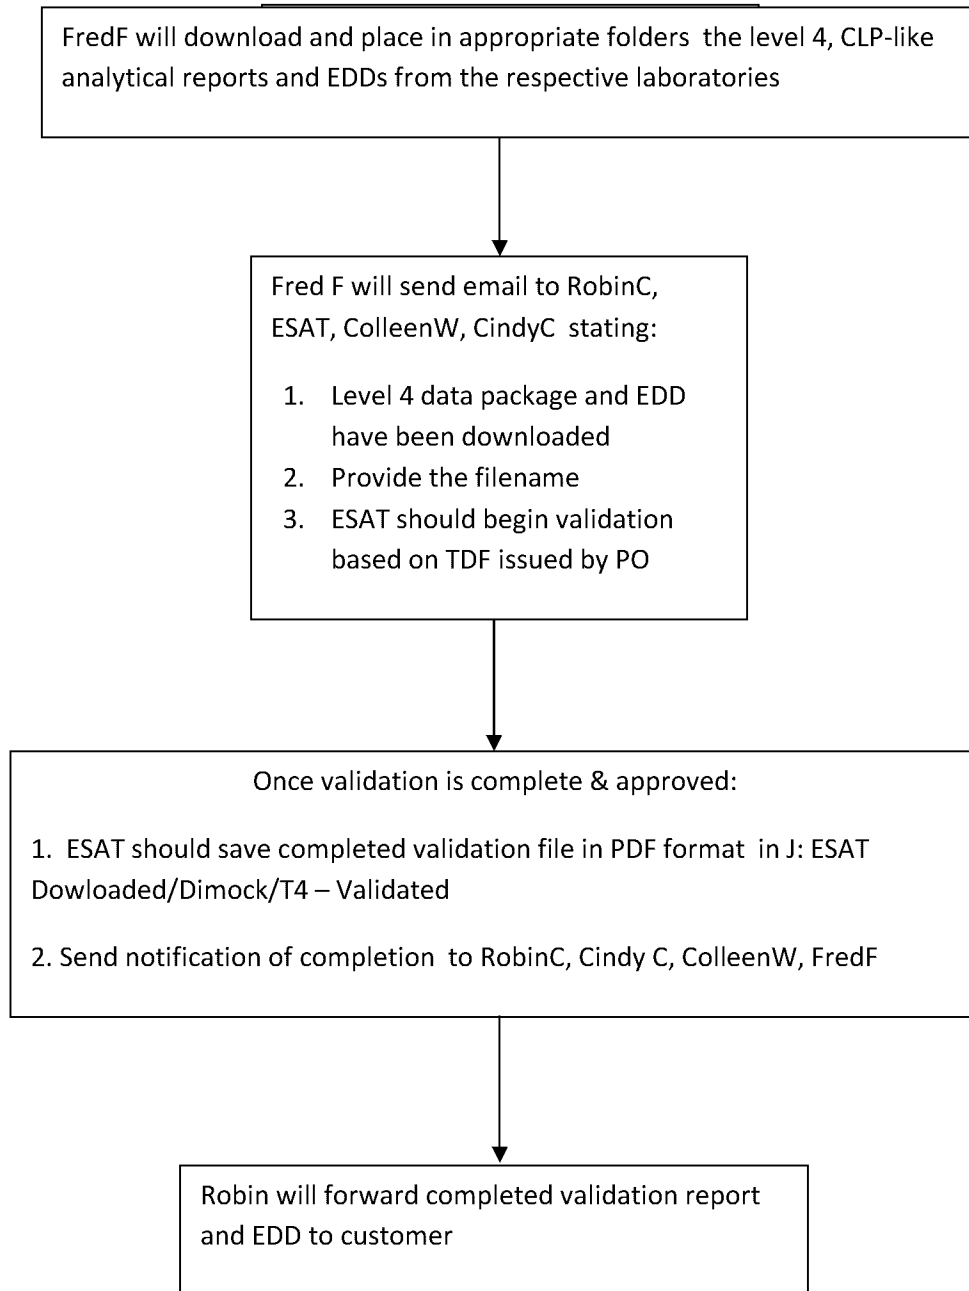 FredF will download and place in appropriate folders  the level 4, CLP-like
analytical reports and EDDs from the respective laboratories
Fred F will send email to RobinC,
ESAT, ColleenW, CindyC  stating:
1. Level 4 data package and EDD
have been downloaded
2. Provide the filename
3. ESAT should begin validation
based on TDF issued by PO
Once validation is complete & approved:
1.  ESAT should save completed validation file in PDF format  in J: ESAT
Dowloaded/Dimock/T4 – Validated
2. Send notification of completion  to RobinC, Cindy C, ColleenW, FredF
Robin will forward completed validation report
and EDD to customer